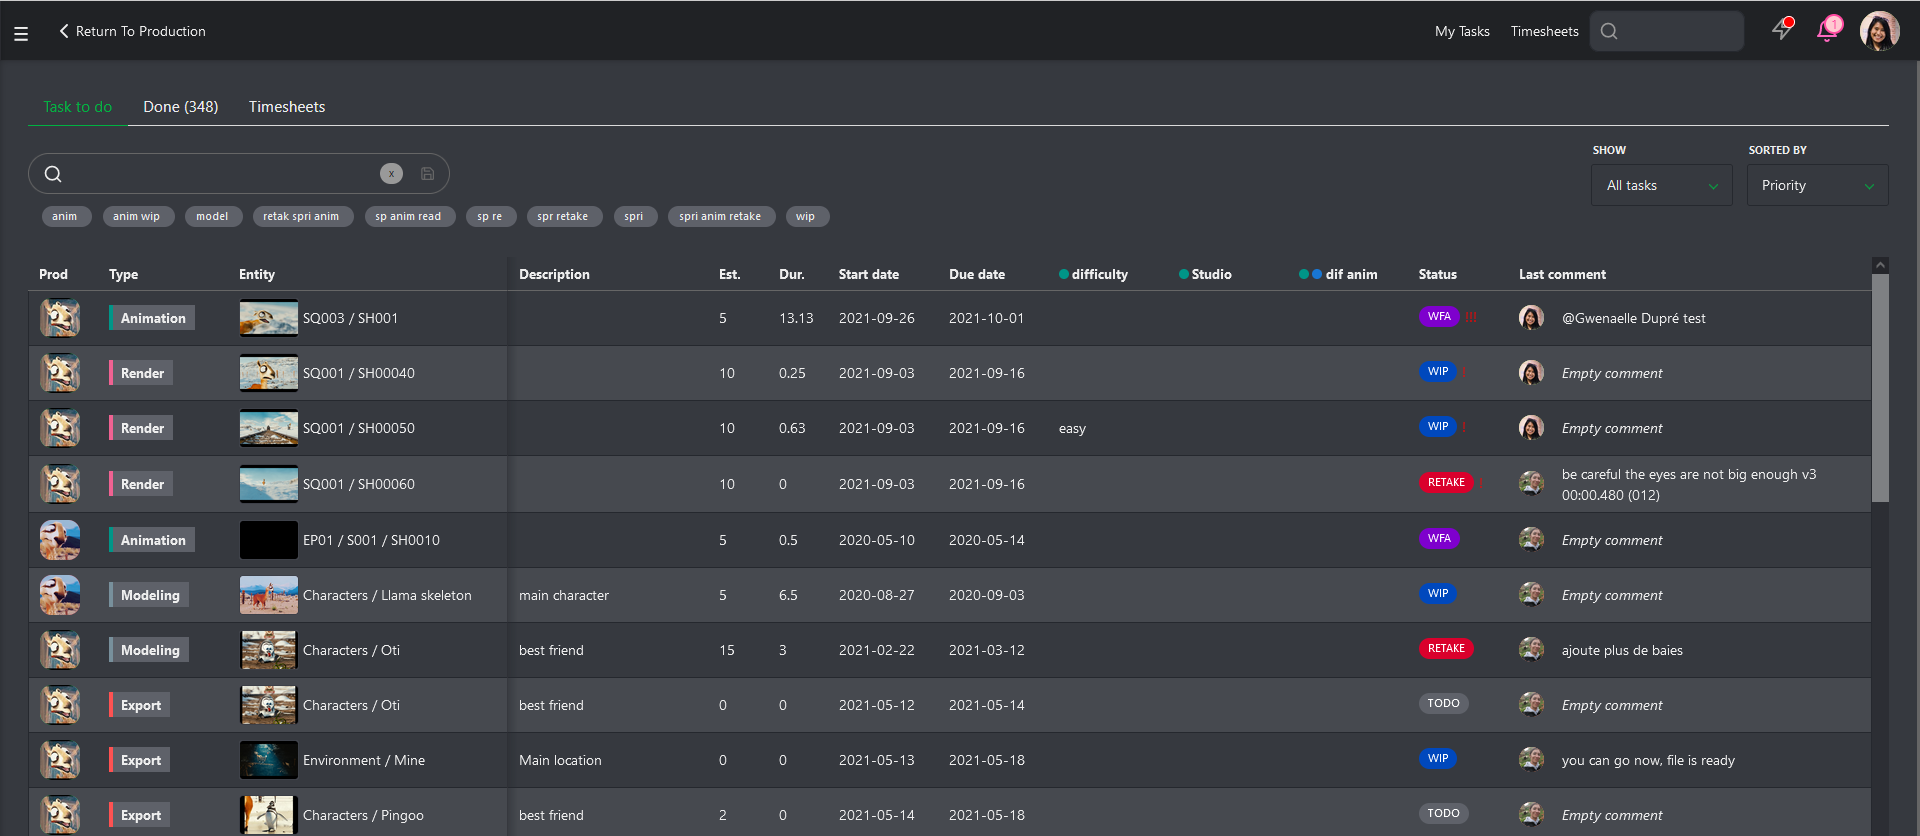 Return To Production
My Tasks Timesheets
1
Task to do Done (348) Timesheets
SHOW SORTED BY
x
All tasks Priority
anim anim wip model retak spri anim sp anim read sp re spr retake spri spri anim retake wip
Prod Type Entity Description Est. Dur. Start date Due date difficulty Studio dif anim Status Last comment
Animation SQ003 / SH001 5 13.13 2021-09-26 2021-10-01 WFA !!! @Gwenaelle Dupré test
Render SQ001 / SH00040 10 0.25 2021-09-03 2021-09-16 WIP ! Empty comment
Render SQ001 / SH00050 10 0.63 2021-09-03 2021-09-16 easy WIP ! Empty comment
Render SQ001 / SH00060 10 0 2021-09-03 2021-09-16 RETAKE ! be careful the eyes are not big enough v3
00:00.480 (012)
Animation EP01 / S001 / SH0010 5 0.5 2020-05-10 2020-05-14 WFA Empty comment
Modeling Characters / Llama skeleton main character 5 6.5 2020-08-27 2020-09-03 WIP Empty comment
Modeling Characters / Oti best friend 15 3 2021-02-22 2021-03-12 RETAKE ajoute plus de baies
Export Characters / Oti best friend 0 0 2021-05-12 2021-05-14 TODO Empty comment
Export Environment / Mine Main location 0 0 2021-05-13 2021-05-18 WIP you can go now, file is ready
Export Characters / Pingoo best friend 2 0 2021-05-14 2021-05-18 TODO Empty comment